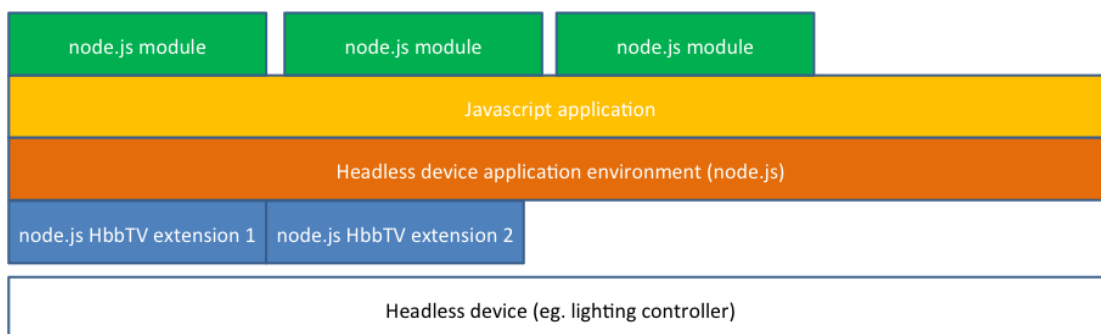 node.js module
node.js module
node.js module
Javascript application
Headless device application environment (node.js)
node.js HbbTV extension 1
node.js HbbTV extension 2
Headless device (eg. lighting controller)